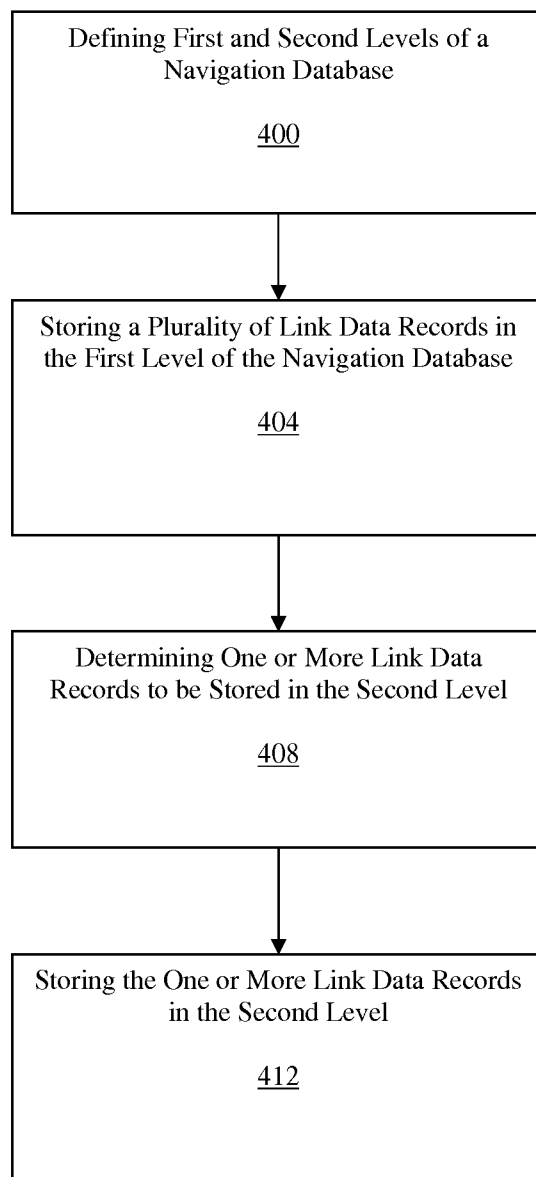 Defining First and Second Levels of a
Navigation Database
400
Storing a Plurality of Link Data Records in
the First Level of the Navigation Database
404
Determining One or More Link Data
Records to be Stored in the Second Level
408
Storing the One or More Link Data Records
in the Second Level
412